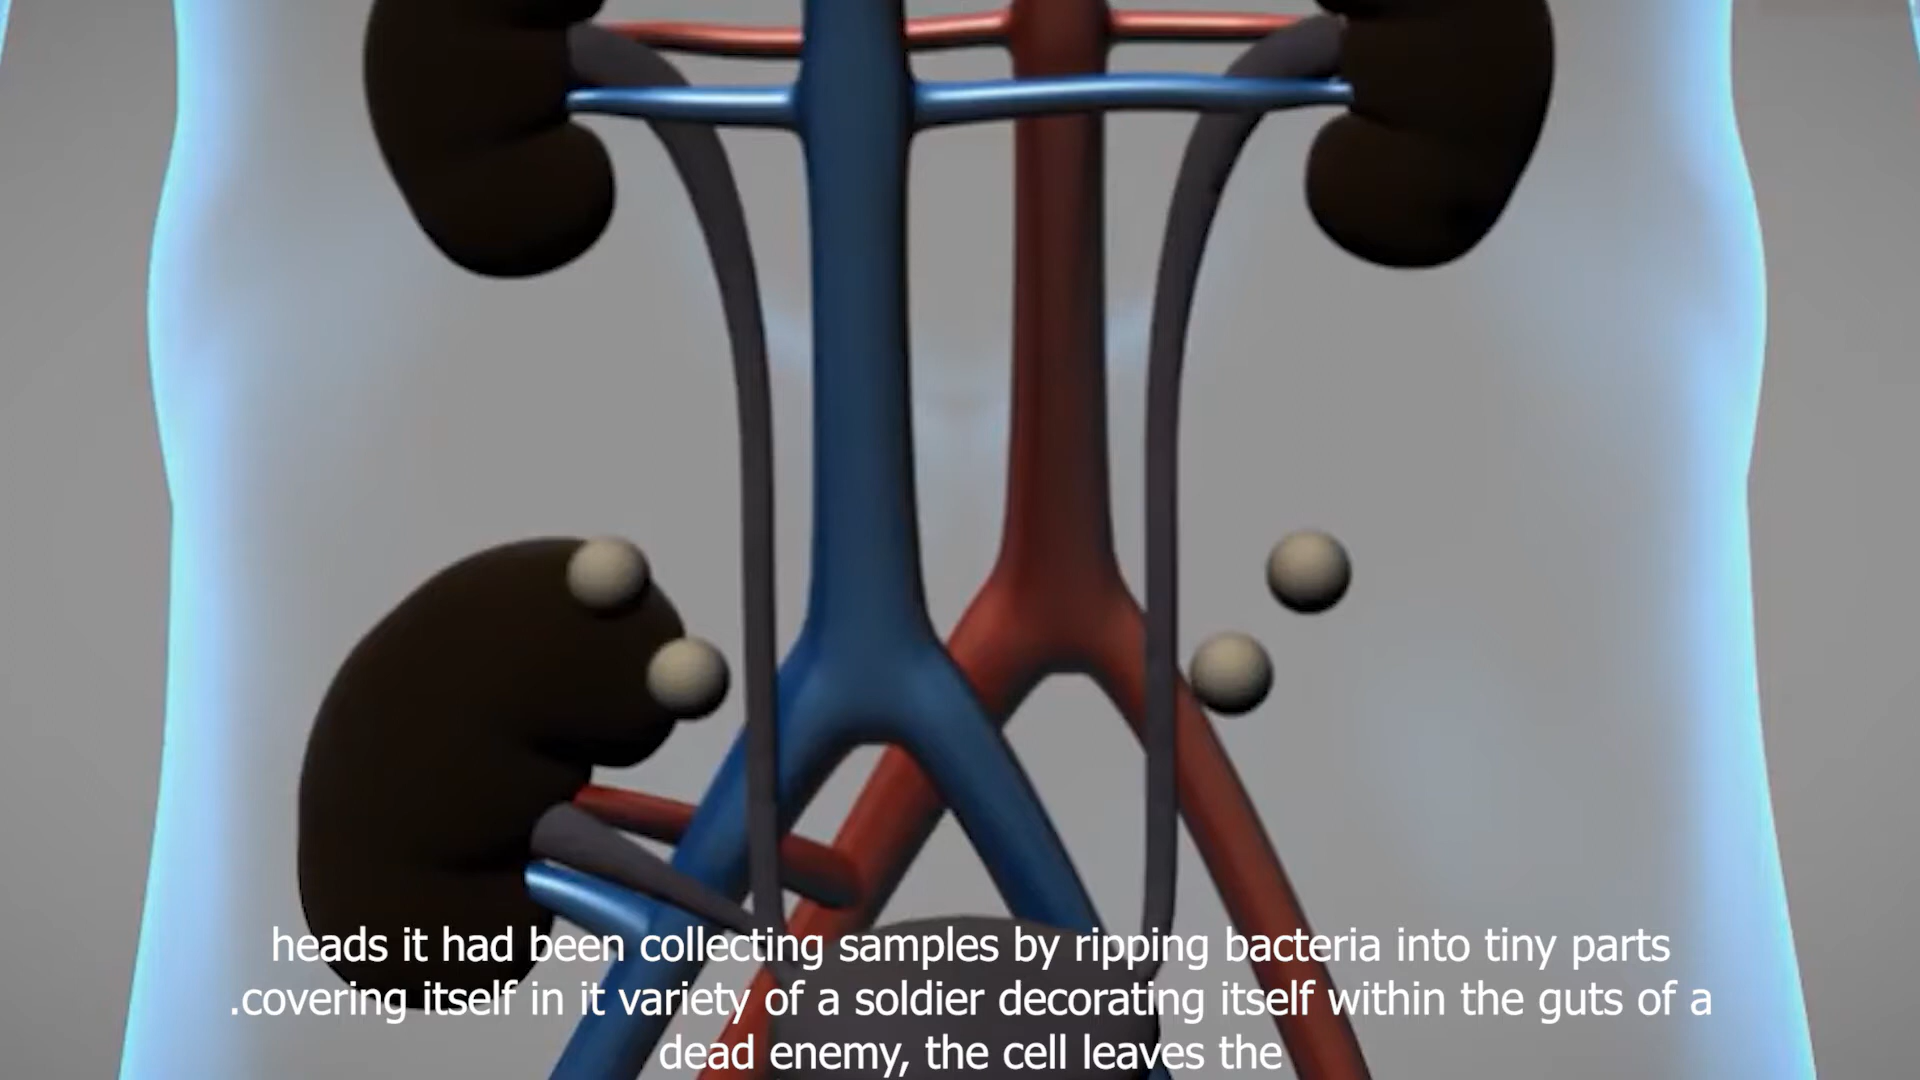 heads it had been collecting samples by ripping bacteria into tiny parts
.covering itself in it variety of a soldier decorating itself within the guts of a
dead enemy, the cell leaves the